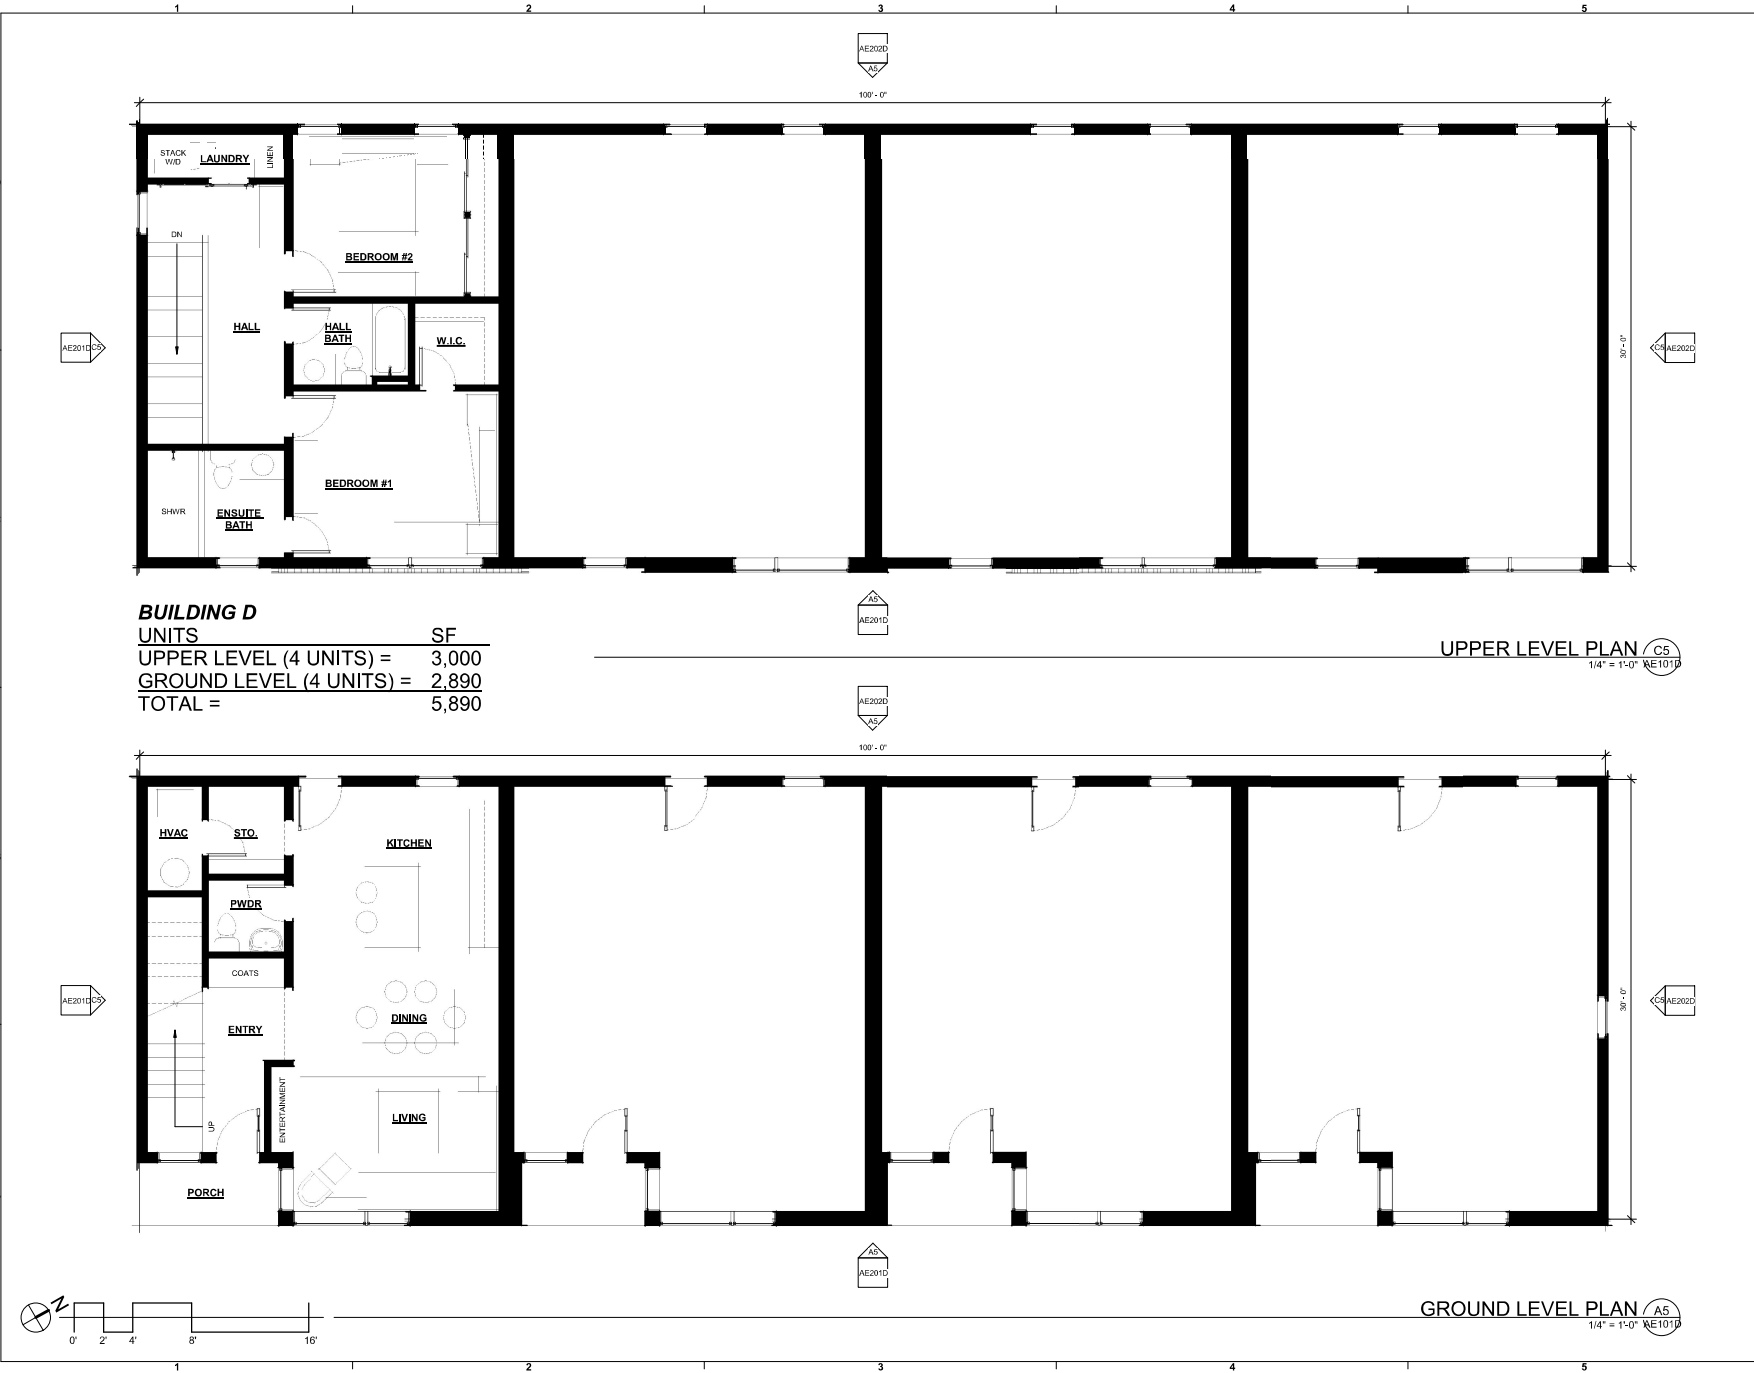 1 2 3 4 5
AE202D
A5
100' - 0"
STACK
W/D
LAUNDRY
LINEN
DN
BEDROOM #2
HALL
HALL
BATH
W.I.C.
AE201D C5
30' - 0"
C5 AE202D
BEDROOM #1
SHWR
ENSUITE
BATH
A5
AE201D
BUILDING D
UNITS SF
UPPER LEVEL (4 UNITS) = 3,000
GROUND LEVEL (4 UNITS) = 2,890
TOTAL = 5,890
UPPER LEVEL PLAN C5
1/4" = 1'-0" AE101D
AE202D
A5
100' - 0"
HVAC
STO.
KITCHEN
PWDR
COATS
AE201D C5
30' - 0"
C5 AE202D
ENTRY
DINING
ENTERTAINMENT
LIVING
UP
PORCH
A5
AE201D
N
0' 2' 4' 8' 16'
GROUND LEVEL PLAN A5
1/4" = 1'-0" AE101D
1 2 3 4 5